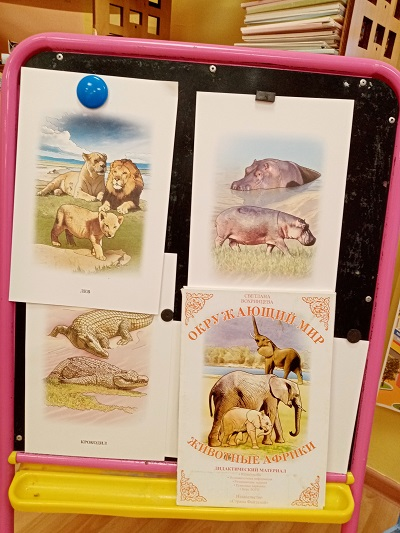 ЛЕВ
КРОКОДИЛ
СВЕТЛАНА
ВОХРИНЦЕВА
ОКРУЖАЮЩИЙ МИР
ЖИВОТНЫЕ АФРИКИ
ДИДАКТИЧЕСКИЙ МАТЕРИАЛ